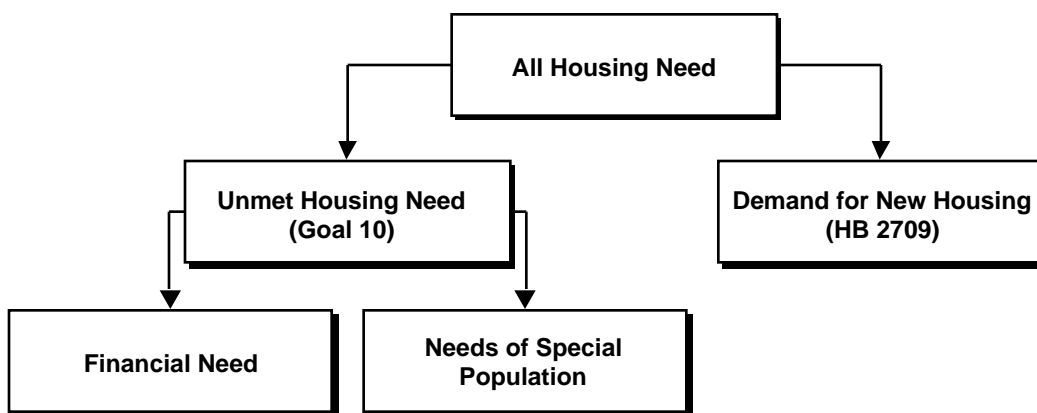 All Housing Need
Unmet Housing Need
(Goal 10)
Demand for New Housing
(HB 2709)
Financial Need
Needs of Special
Population